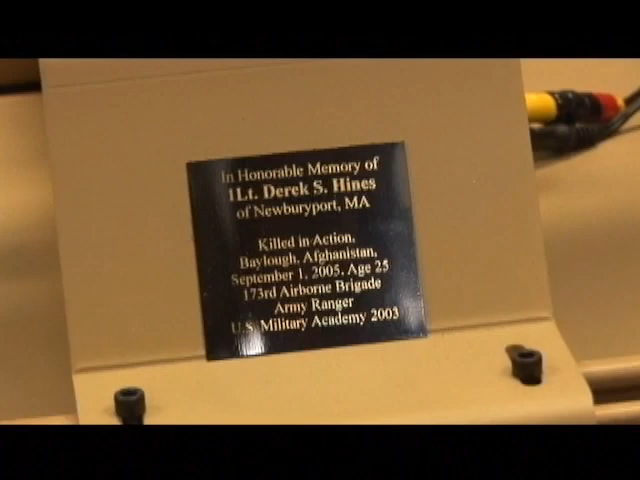 In Honorable Memory of
1Lt. Derek S. Hines
of Newburyport, MA
Killed in Action,
Baylough, Afghanistan,
September 1, 2005, Age 25
173rd Airborne Brigade
Army Ranger
U.S. Military Academy 2003